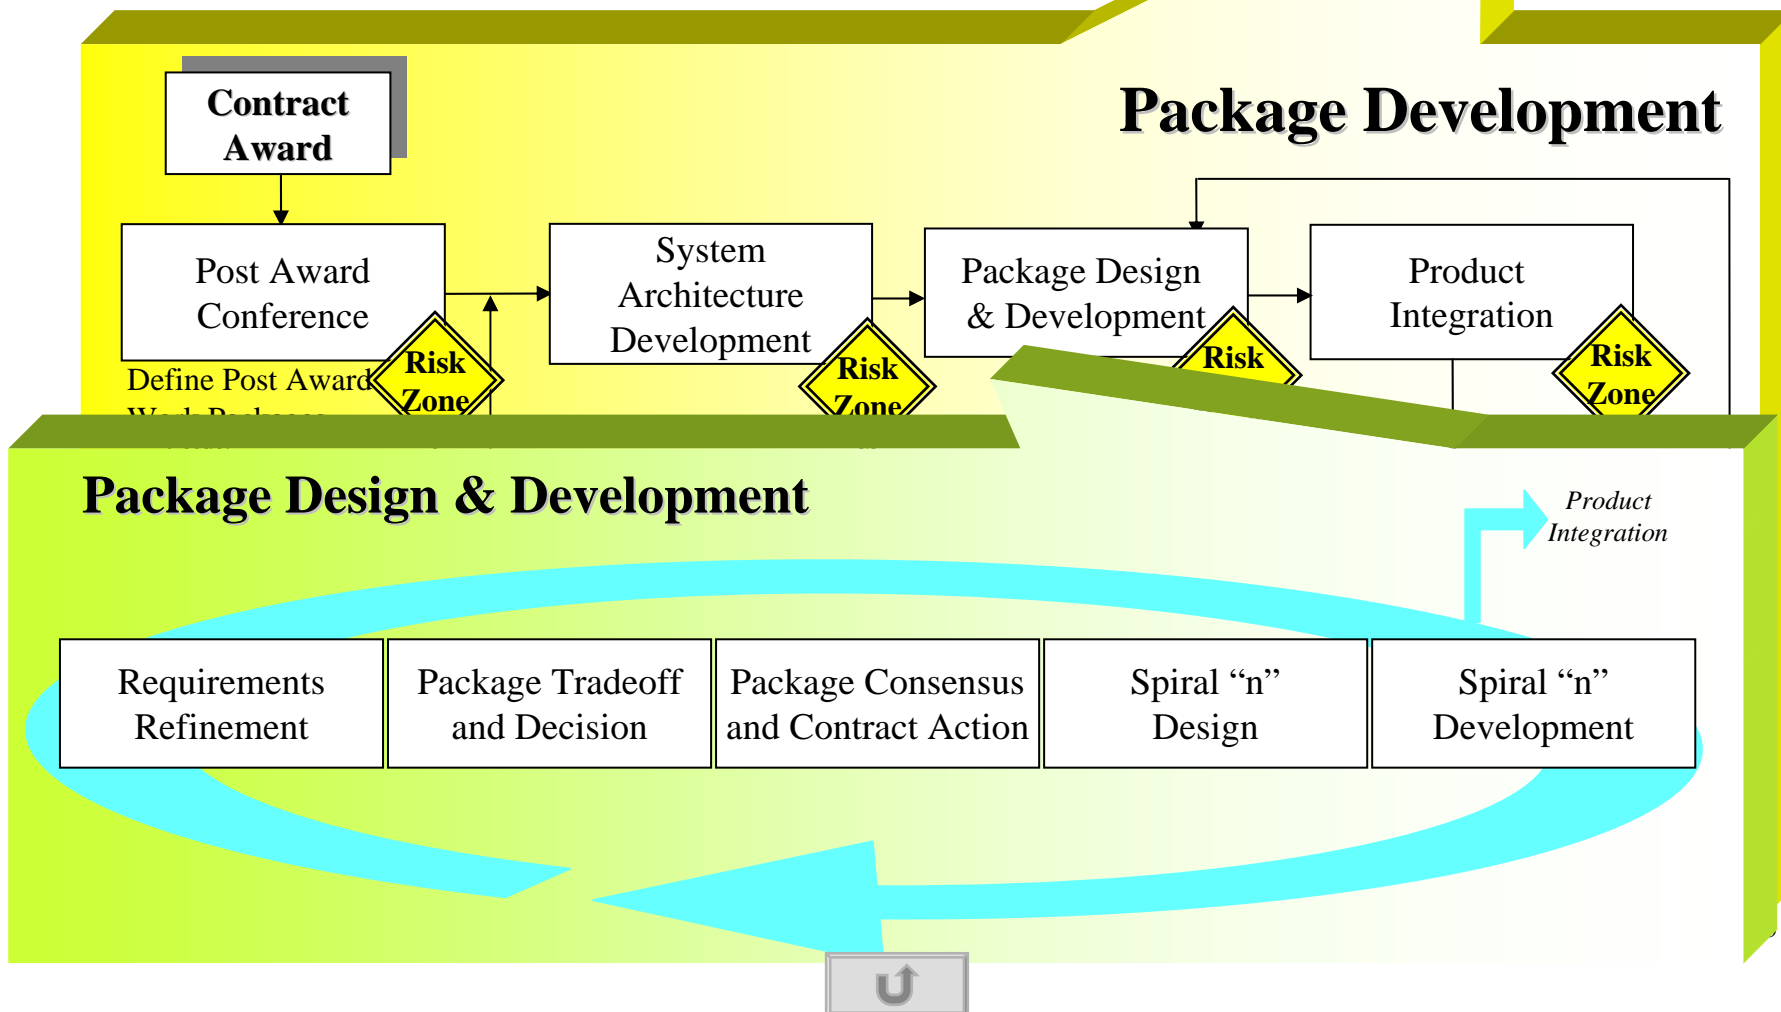 Package Development
Contract
Award
Post Award
Conference
System
Architecture
Development
Package Design
& Development
Product
Integration
Risk
Zone
Risk
Zone
Risk
Risk
Zone
Define Post Award
Work Packages
Package Design & Development
Product
Integration
Requirements
Refinement
Package Tradeoff
and Decision
Package Consensus
and Contract Action
Spiral “n”
Design
Spiral “n”
Development